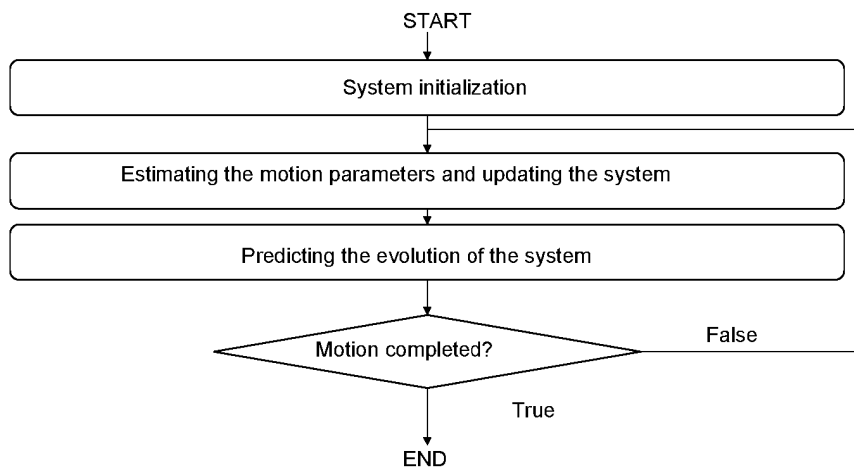 START
System initialization
Estimating the motion parameters and updating the system
Predicting the evolution of the system
Motion completed?
False
True
END